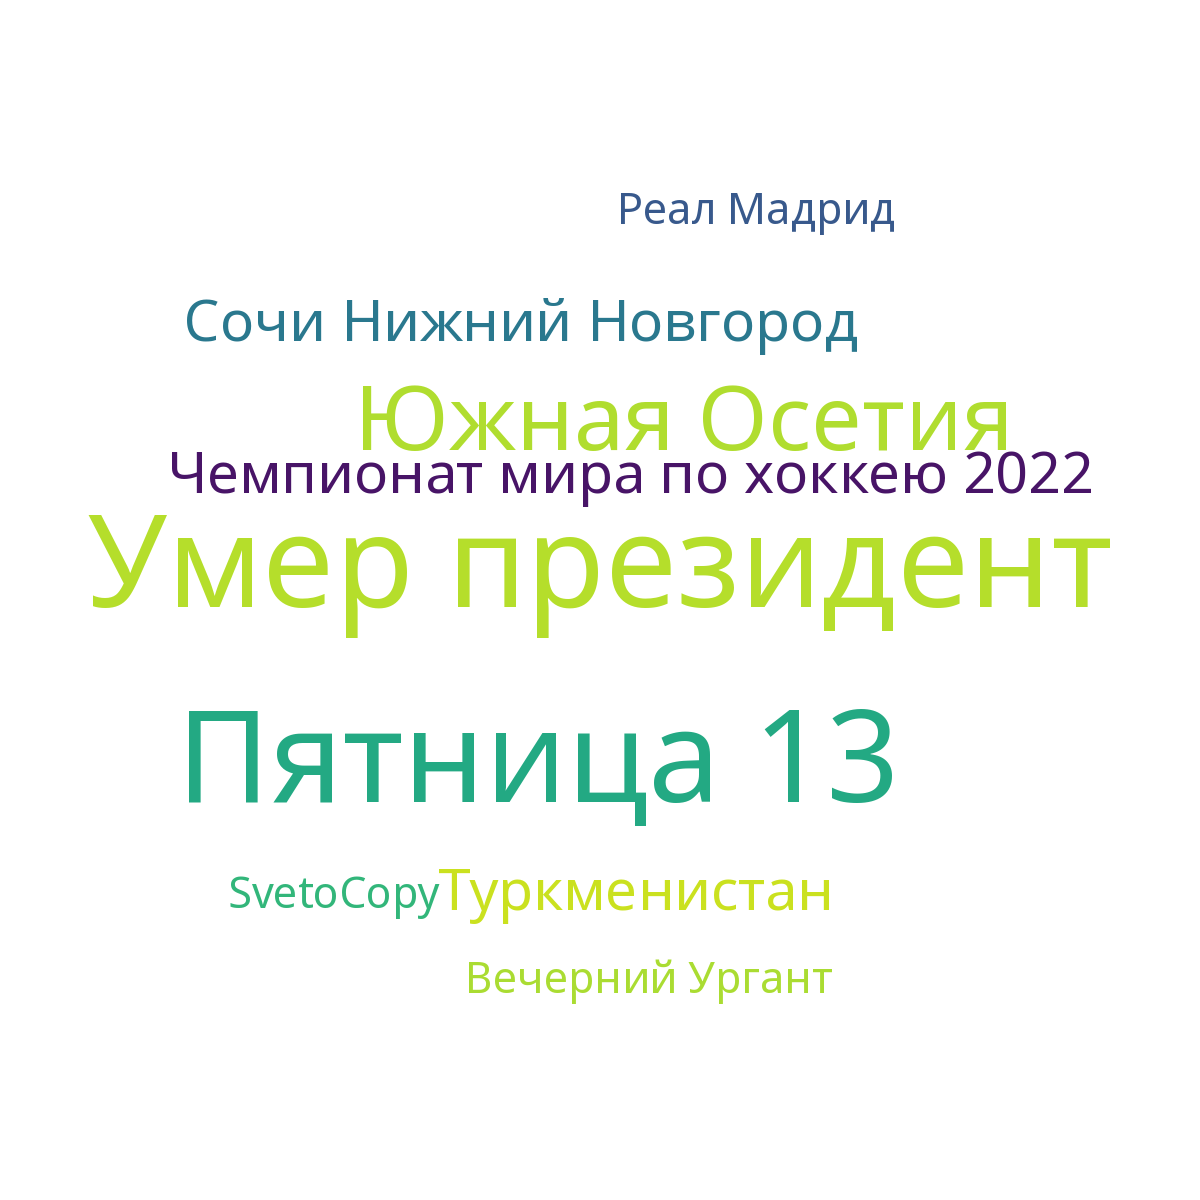 Реал Мадрид
Сочи Нижний Новгород
Южная Осетия
Чемпионат мира по хоккею 2022
Умер президент
Пятница 13
SvetoCopy
Туркменистан
Вечерний Ургант